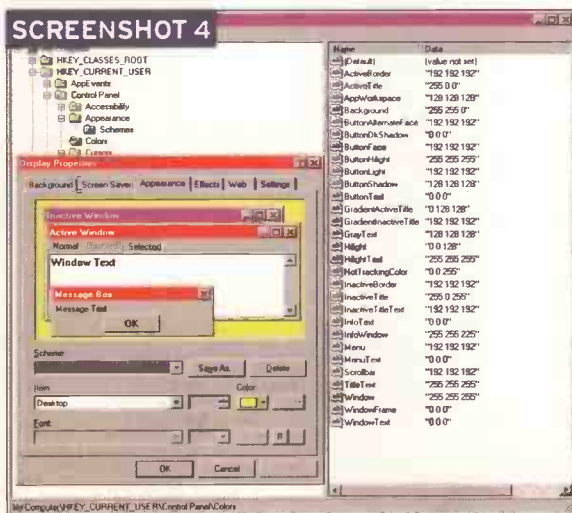 SCREENSHOT 4
HKEY_CLASSES_ROOT
HKEY_CURRENT_USER
AppEvents
Control Panel
Accessibility
Appearance
Schemes
Colors
Cursors
Display Properties
Background Screen Saver Appearance Effects Web Settings
Inactive Window
Active Window
Normal Disabled Selected
Window Text
Message Box
Message Text
OK
Scheme:
Save As... Delete
Item: Color:
Desktop
Font:
B
OK Cancel
Name Data
(Default) (value not set)
ActiveBorder "192 192 192"
ActiveTitle "255 0 0"
AppWorkspace "128 128 128"
Background "255 255 0"
ButtonAlternateFace "192 192 192"
ButtonDkShadow "0 0 0"
ButtonFace "192 192 192"
ButtonHilight "255 255 255"
ButtonLight "192 192 192"
ButtonShadow "128 128 128"
ButtonText "0 0 0"
GradientActiveTitle "0 128 128"
GradientInactiveTitle "192 192 192"
GrayText "128 128 128"
Hilight "0 0 128"
HilightText "255 255 255"
HotTrackingColor "0 0 255"
InactiveBorder "192 192 192"
InactiveTitle "255 0 255"
InactiveTitleText "192 192 192"
InfoText "0 0 0"
InfoWindow "255 255 225"
Menu "192 192 192"
MenuText "0 0 0"
Scrollbar "192 192 192"
TitleText "255 255 255"
Window "255 255 255"
WindowFrame "0 0 0"
WindowText "0 0 0"
My Computer\HKEY_CURRENT_USER\Control Panel\Colors